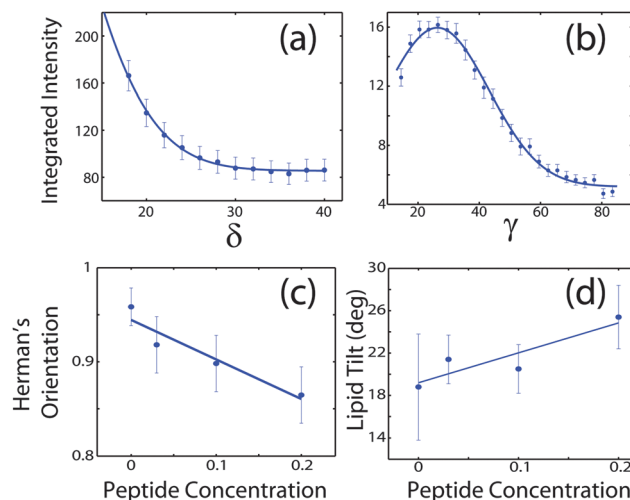 (a)
Integrated Intensity
220
200
160
120
80
20
30
40
δ
(b)
16
12
8
4
20
40
60
80
γ
(c)
Herman's
Orientation
1
0.9
0.8
0
0.1
0.2
Peptide Concentration
(d)
Lipid Tilt (deg)
30
26
22
18
14
0
0.1
0.2
Peptide Concentration